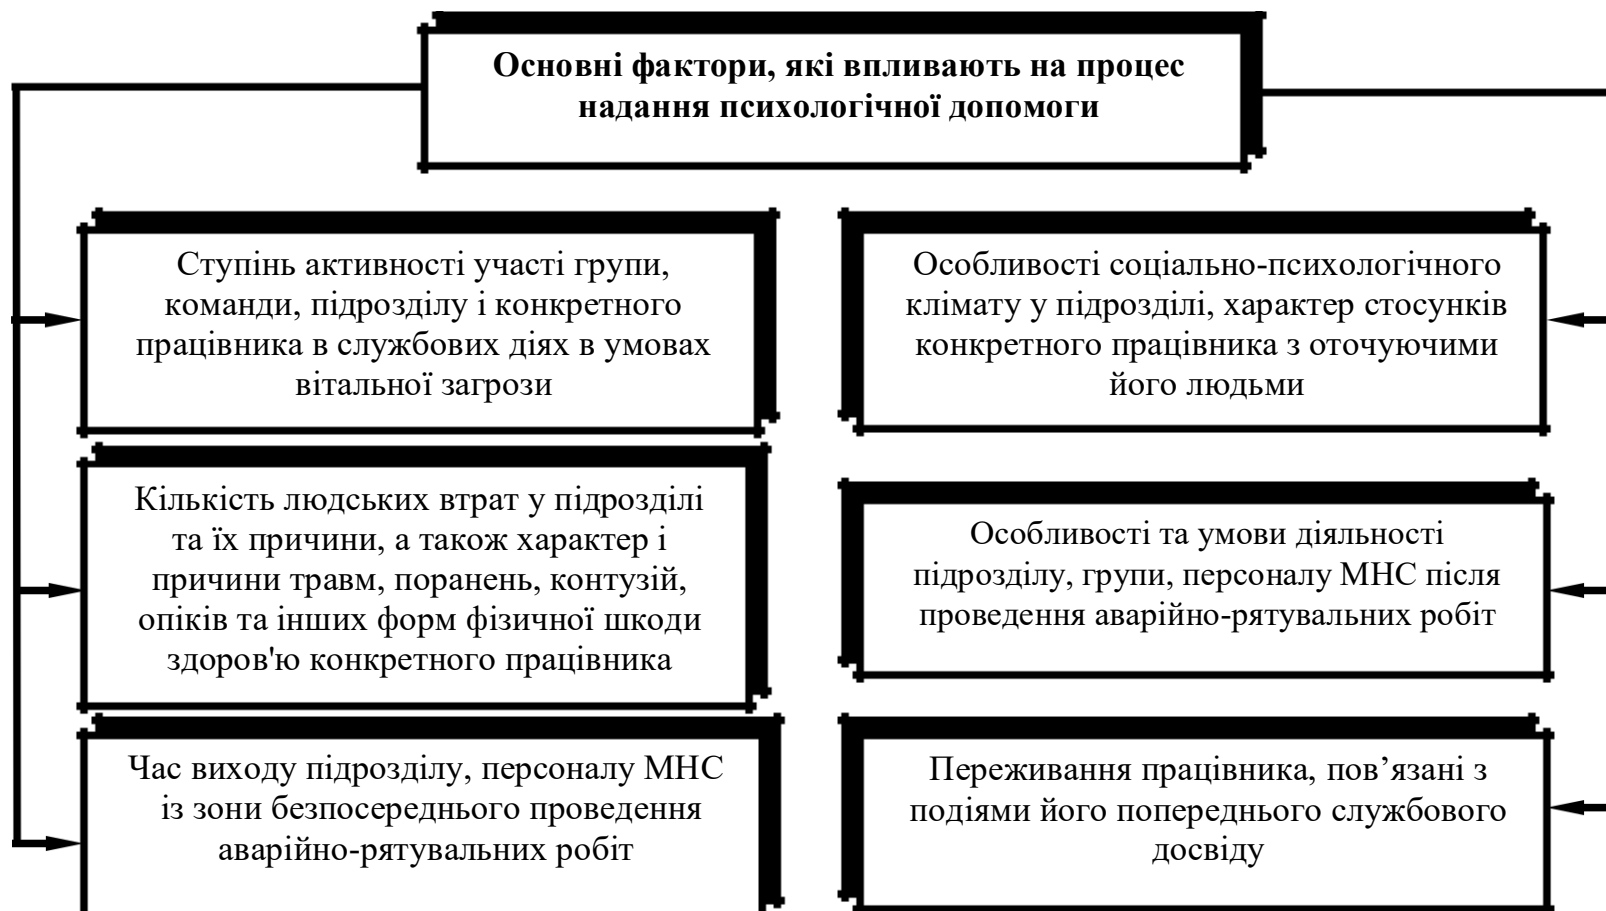 Основні фактори, які впливають на процес
надання психологічної допомоги
Ступінь активності участі групи,
команди, підрозділу і конкретного
працівника в службових діях в умовах
вітальної загрози
Кількість людських втрат у підрозділі
та їх причини, а також характер і
причини травм, поранень, контузій,
опіків та інших форм фізичної шкоди
здоров'ю конкретного працівника
Час виходу підрозділу, персоналу МНС
із зони безпосереднього проведення
аварійно-рятувальних робіт
Особливості соціально-психологічного
клімату у підрозділі, характер стосунків
конкретного працівника з оточуючими
його людьми
Особливості та умови діяльності
підрозділу, групи, персоналу МНС після
проведення аварійно-рятувальних робіт
Переживання працівника, пов’язані з
подіями його попереднього службового
досвіду